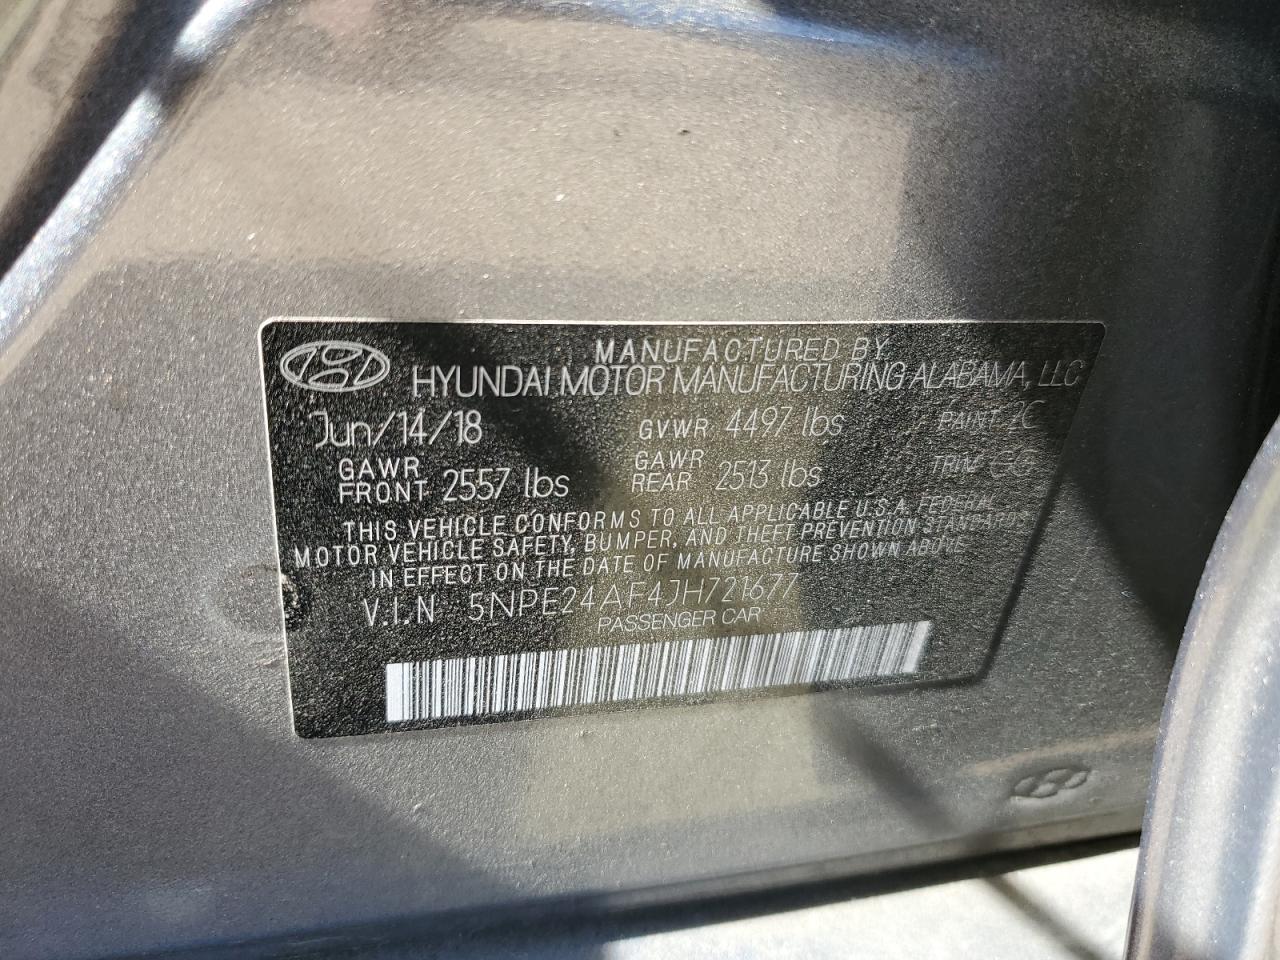 MANUFACTURED BY
HYUNDAI MOTOR MANUFACTURING ALABAMA, LLC
Jun/14/18 GVWR 4497 lbs PAINT 2C
GAWR FRONT 2557 lbs GAWR REAR 2513 lbs TRIM
THIS VEHICLE CONFORMS TO ALL APPLICABLE U.S.A. FEDERAL
MOTOR VEHICLE SAFETY, BUMPER, AND THEFT PREVENTION STANDARDS
IN EFFECT ON THE DATE OF MANUFACTURE SHOWN ABOVE
V.I.N 5NPE24AF4JH721677
PASSENGER CAR